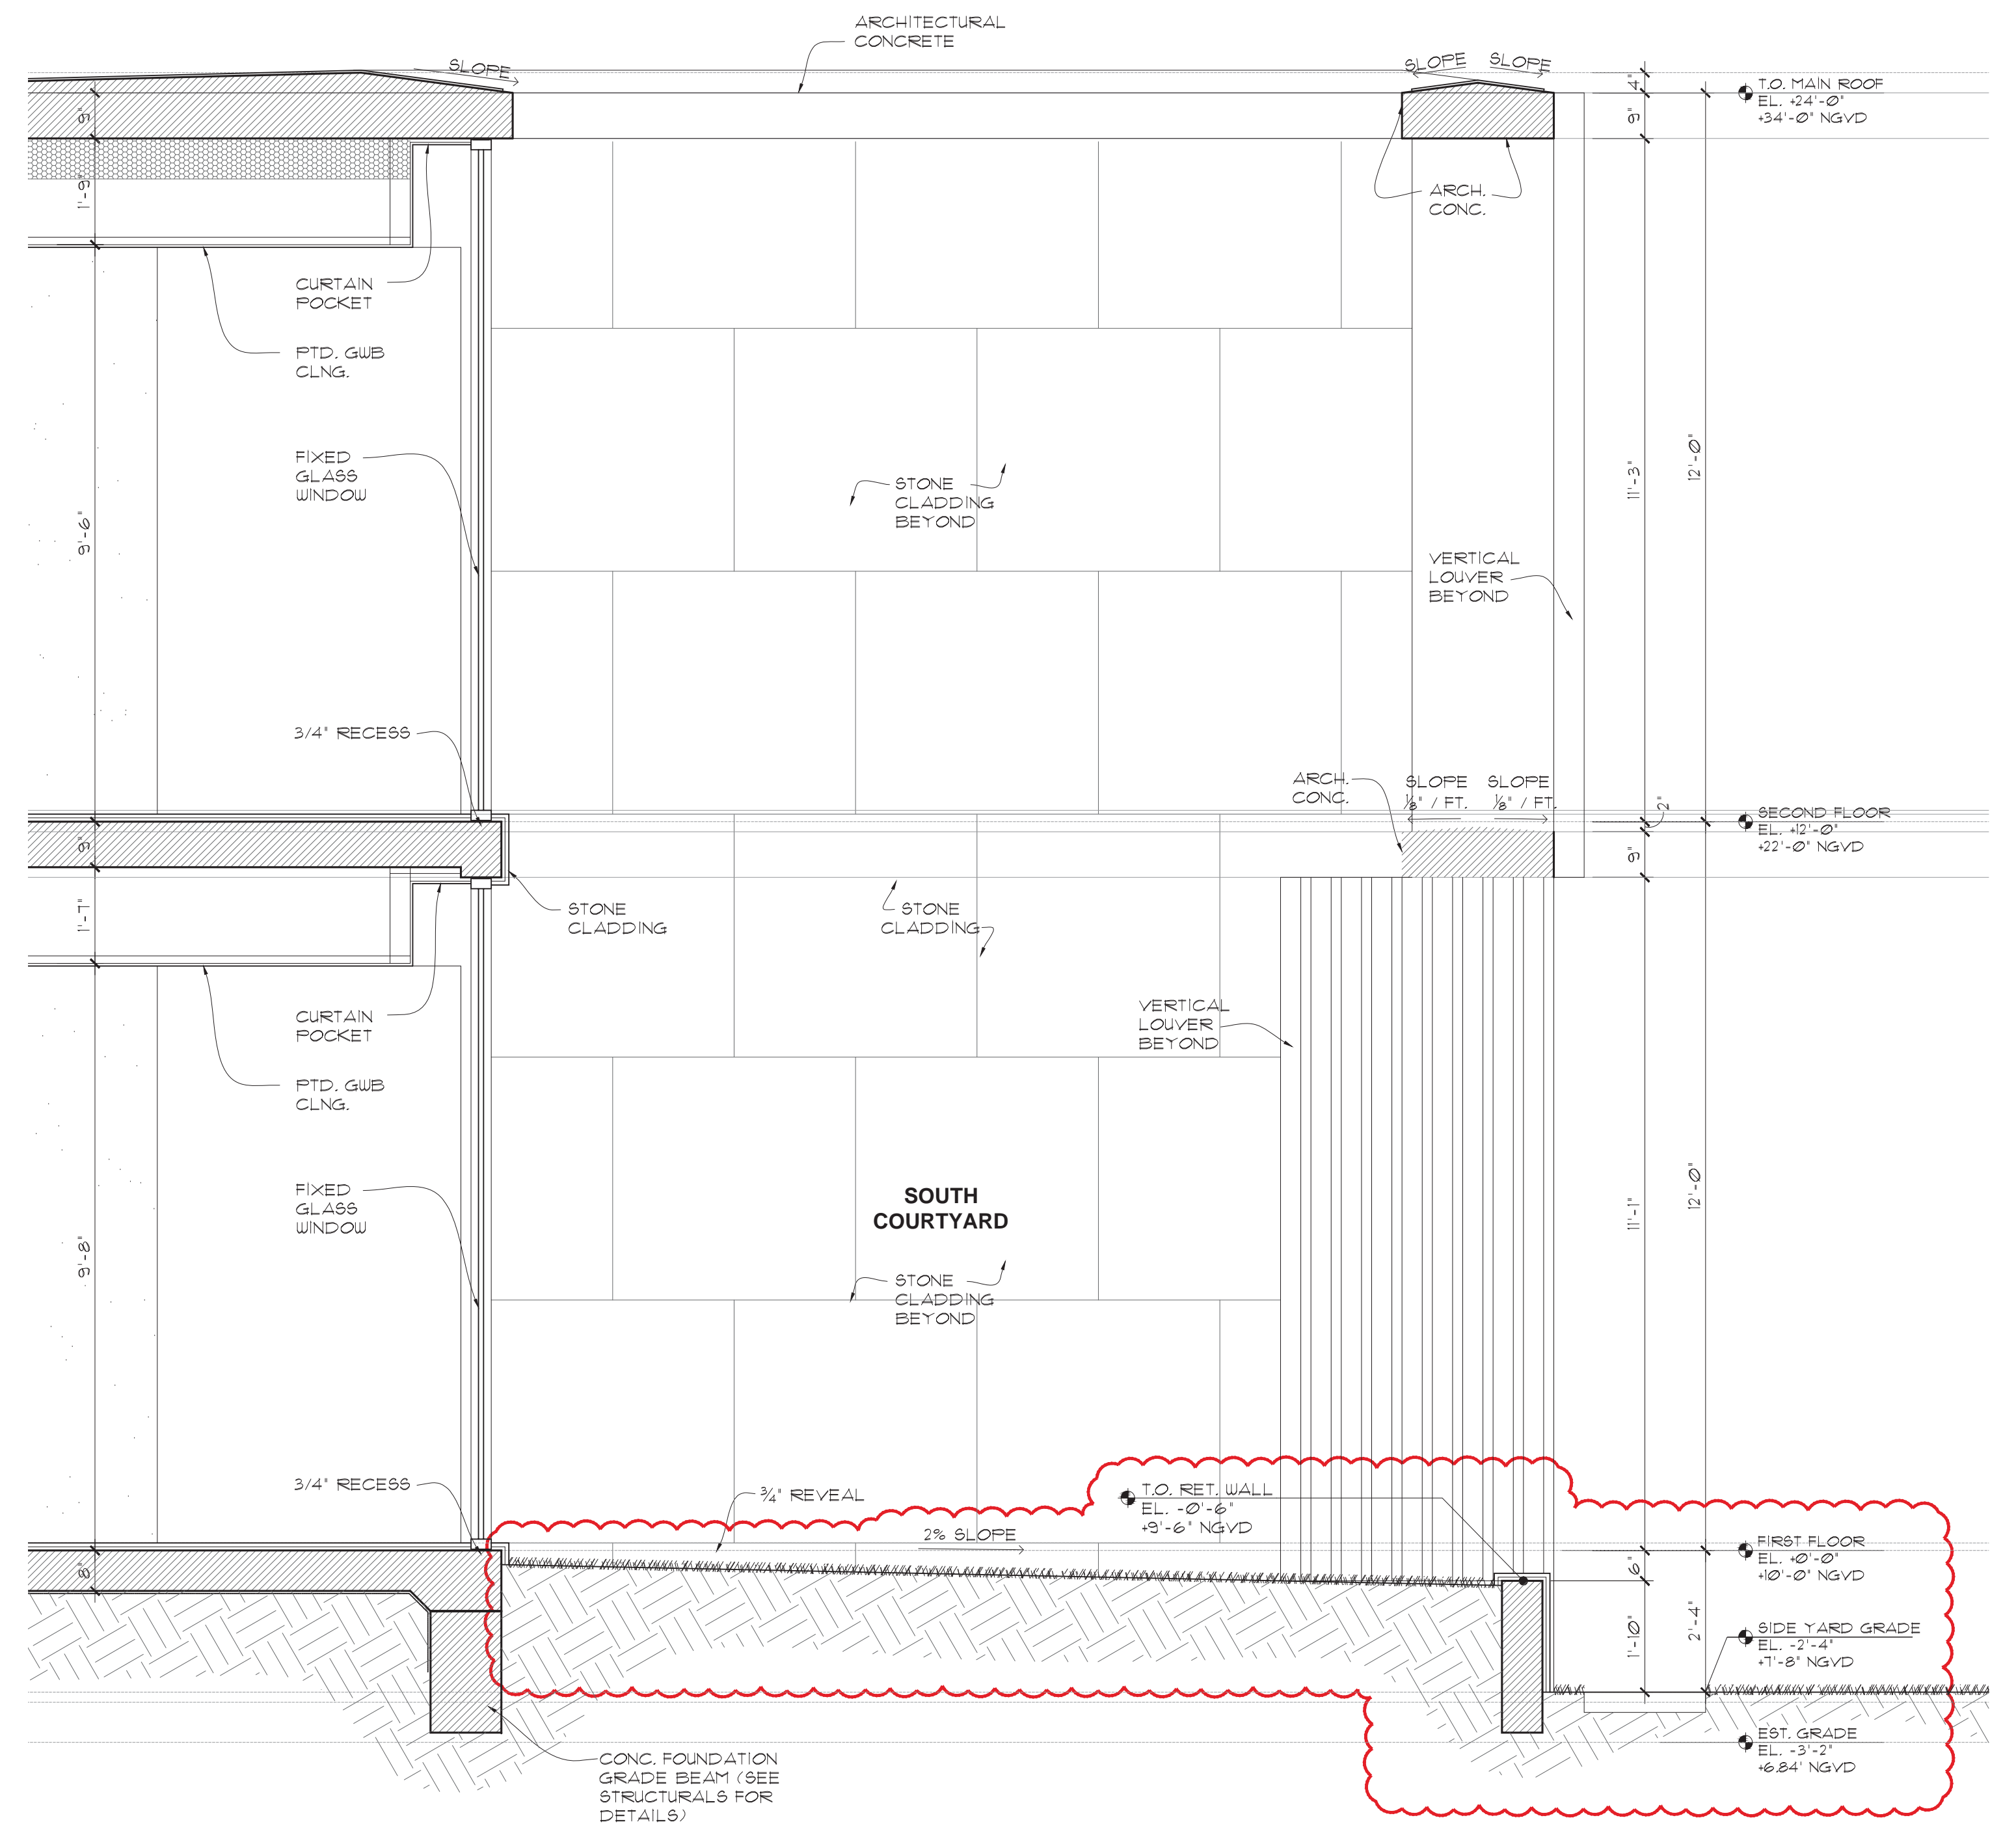 ARCHITECTURAL
CONCRETE
SLOPE
SLOPE
SLOPE
4"
T.O. MAIN ROOF
EL. +24'-0"
+34'-0" NGVD
9"
9"
1'-9"
ARCH.
CONC.
CURTAIN
POCKET
PTD. GWB
CLNG.
FIXED
GLASS
WINDOW
9'-6"
STONE
CLADDING
BEYOND
11'-3"
12'-0"
VERTICAL
LOUVER
BEYOND
3/4" RECESS
ARCH.
CONC.
SLOPE
1/8" / FT.
SLOPE
1/8" / FT.
2"
SECOND FLOOR
EL. +12'-0"
+22'-0" NGVD
9"
9"
1'-7"
STONE
CLADDING
STONE
CLADDING
CURTAIN
POCKET
VERTICAL
LOUVER
BEYOND
PTD. GWB
CLNG.
FIXED
GLASS
WINDOW
9'-8"
SOUTH
COURTYARD
11'-1"
12'-0"
STONE
CLADDING
BEYOND
3/4" RECESS
3/4" REVEAL
T.O. RET. WALL
EL. -0'-6"
+9'-6" NGVD
2% SLOPE
FIRST FLOOR
EL. +0'-0"
+10'-0" NGVD
8"
6"
1'-10"
2'-4"
SIDE YARD GRADE
EL. -2'-4"
+7'-8" NGVD
EST. GRADE
EL. -3'-2"
+6.84' NGVD
CONC. FOUNDATION
GRADE BEAM (SEE
STRUCTURALS FOR
DETAILS)